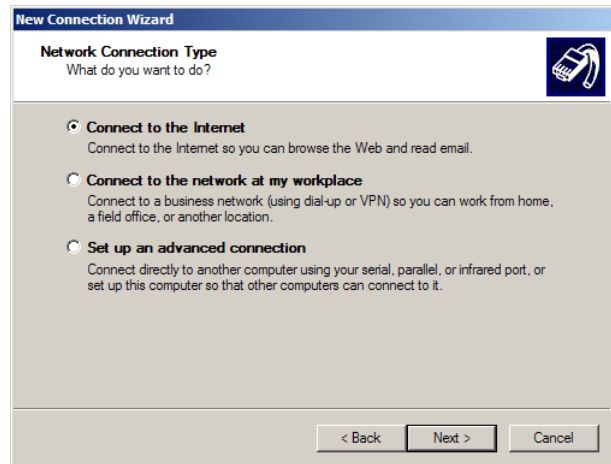 New Connection Wizard
Network Connection Type
What do you want to do?
Connect to the Internet
Connect to the Internet so you can browse the Web and read email.
Connect to the network at my workplace
Connect to a business network (using dial-up or VPN) so you can work from home,
a field office, or another location.
Set up an advanced connection
Connect directly to another computer using your serial, parallel, or infrared port, or
set up this computer so that other computers can connect to it.
< Back Next > Cancel